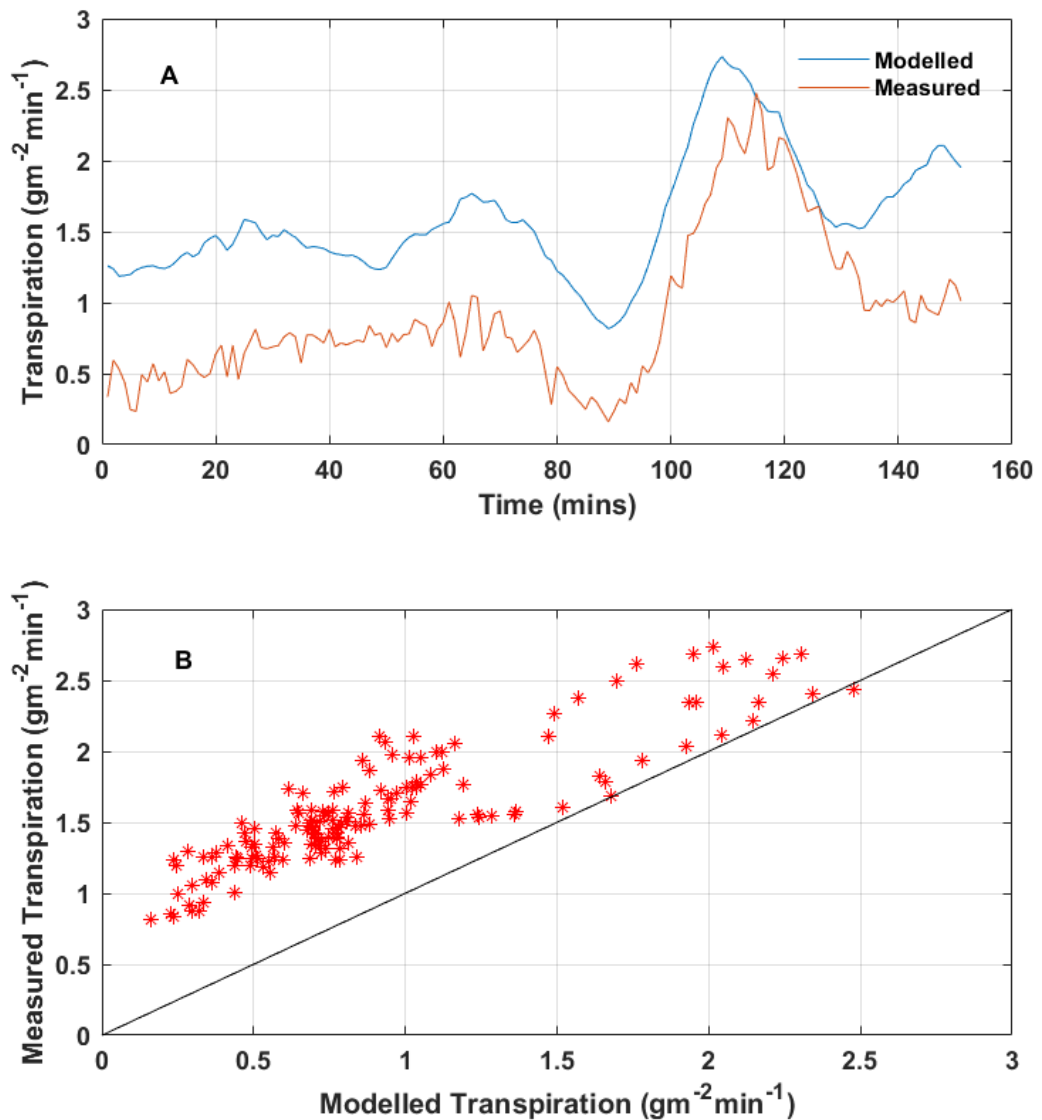 A
Modelled
Measured
3
2.5
2
1.5
1
0.5
0
Transpiration (gm-2min-1)
0 20 40 60 80 100 120 140 160
Time (mins)
B
3
2.5
2
1.5
1
0.5
0
Measured Transpiration (gm-2min-1)
0 0.5 1 1.5 2 2.5 3
Modelled Transpiration (gm-2min-1)